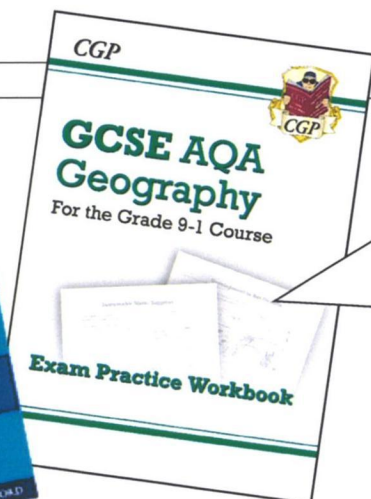 CGP
CGP
GCSE AQA
Geography
For the Grade 9-1 Course
Exam Practice Workbook